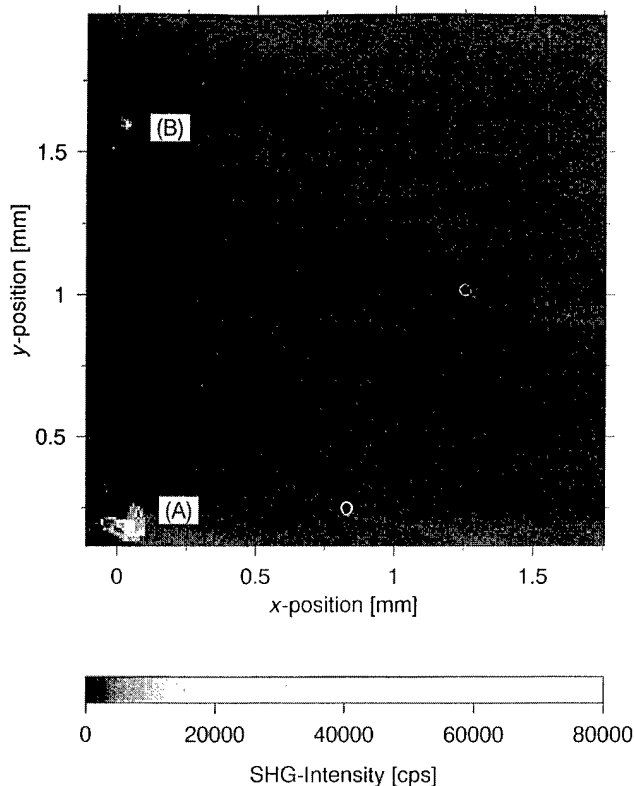 (B)
1.5
y-position [mm]
1
0.5
(A)
0 0.5 1 1.5
x-position [mm]
0 20000 40000 60000 80000
SHG-Intensity [cps]